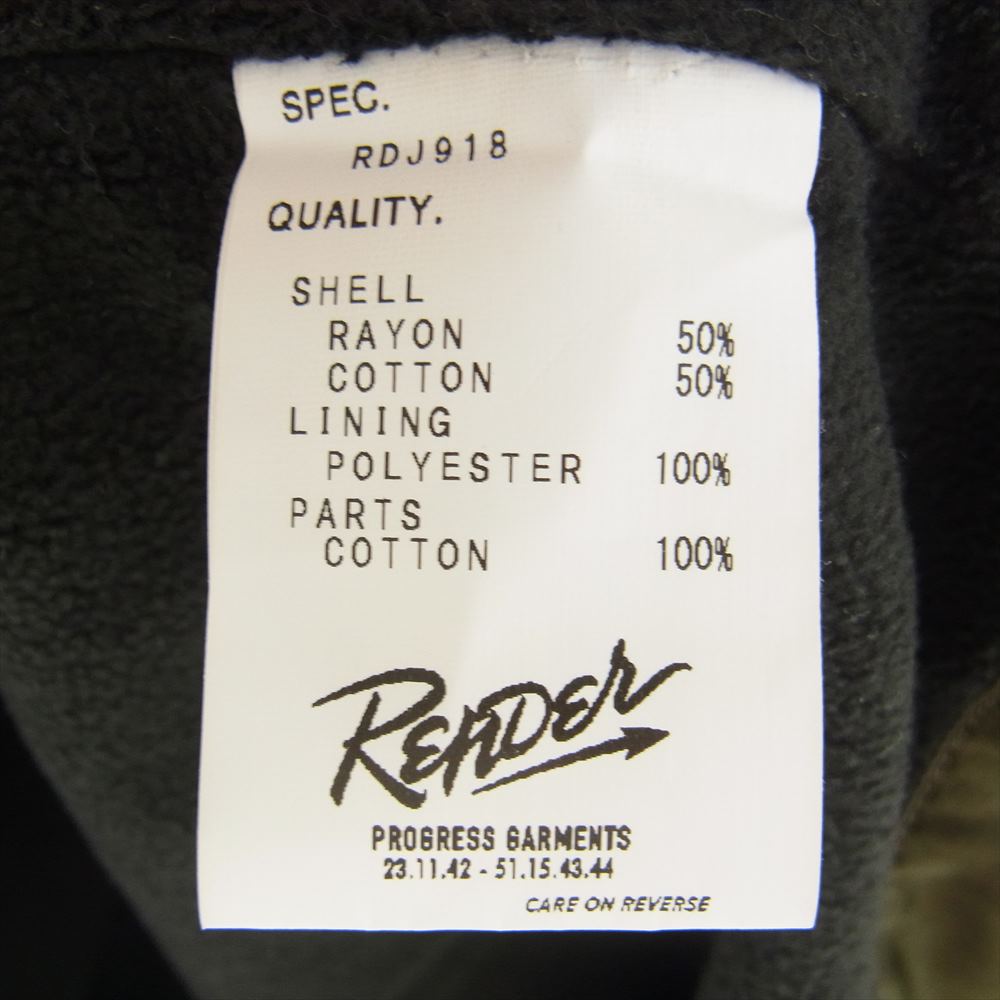 SPEC.
RDJ918
QUALITY.
SHELL
RAYON 50%
COTTON 50%
LINING
POLYESTER 100%
PARTS
COTTON 100%
READER
PROGRESS GARMENTS
23.11.42 - 51.15.43.44
CARE ON REVERSE